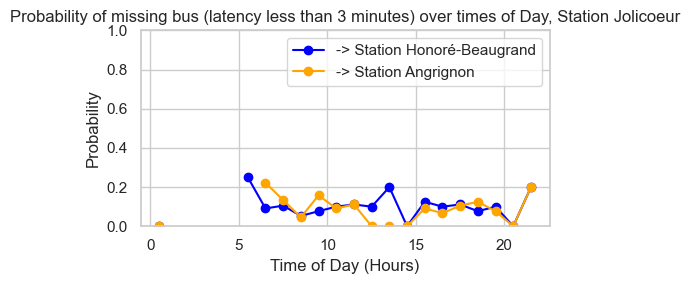 Probability of missing bus (latency less than 3 minutes) over times of Day, Station Jolicoeur
1.0
0.8
0.6
0.4
0.2
0.0
Probability
-> Station Honoré-Beaugrand
-> Station Angrignon
0 5 10 15 20
Time of Day (Hours)